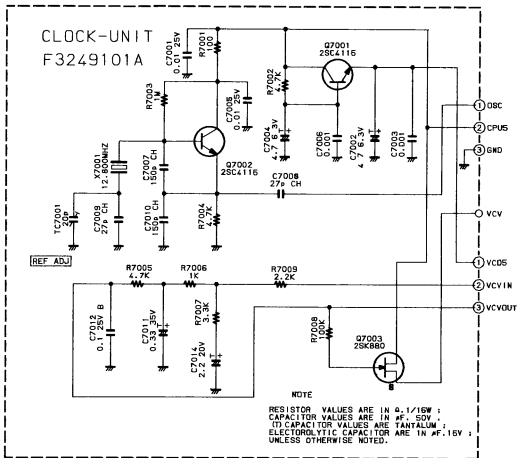 CLOCK-UNIT
F3249101A
C7001
0.01 25V
R7001
100
R7003
1M
C7005
0.01 25V
Q7001
2SC4116
R7002
4.7K
C7004
4.7 6.3V
C7006
0.001
C7002
4.7 6.3V
C7003
0.001
X7001
12.800MHZ
C7007
150p CH
Q7002
2SC4116
C7008
27p CH
TC7001
20p
C7009
27p CH
C7010
150p CH
R7004
4.7K
REF ADJ
1 OSC
2 CPU5
3 GND
VCV
1 VCO5
2 VCVIN
3 VCVOUT
R7005
4.7K
R7006
1K
R7009
2.2K
C7012
0.1 25V B
C7011
0.33 35V
R7007
3.3K
C7014
2.2 20V
R7008
100K
Q7003
2SK880
NOTE
RESISTOR VALUES ARE IN Ω.1/16W ;
CAPACITOR VALUES ARE IN µF. 50V .
(T) CAPACITOR VALUES ARE TANTALUM ;
ELECTOROLYTIC CAPACITOR ARE IN µF.16V ;
UNLESS OTHERWISE NOTED.